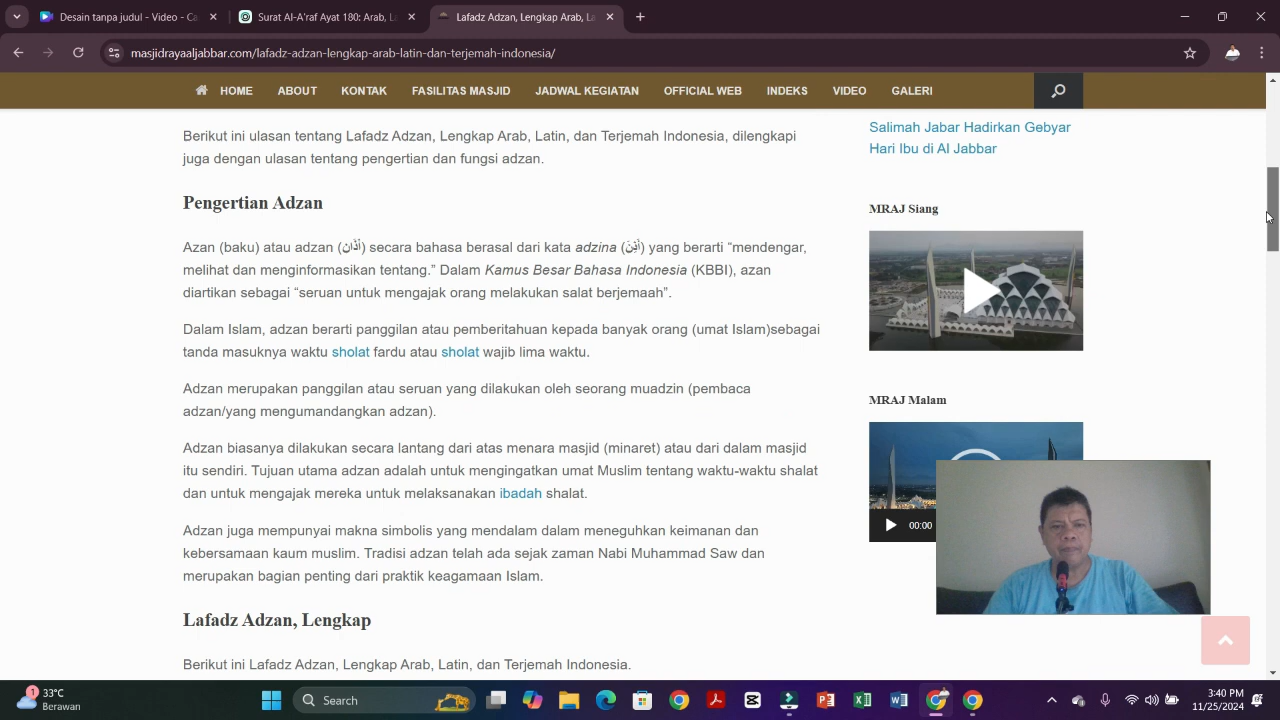 Desain tanpa judul - Video - Ca
Surat Al-A'raf Ayat 180: Arab, L
Lafadz Adzan, Lengkap Arab, La
masjidrayaaljabbar.com/lafadz-adzan-lengkap-arab-latin-dan-terjemah-indonesia/
HOME ABOUT KONTAK FASILITAS MASJID JADWAL KEGIATAN OFFICIAL WEB INDEKS VIDEO GALERI
Berikut ini ulasan tentang Lafadz Adzan, Lengkap Arab, Latin, dan Terjemah Indonesia, dilengkapi
juga dengan ulasan tentang pengertian dan fungsi adzan.
Pengertian Adzan
Azan (baku) atau adzan (أَذَان) secara bahasa berasal dari kata adzina (أَذِنَ) yang berarti “mendengar,
melihat dan menginformasikan tentang.” Dalam Kamus Besar Bahasa Indonesia (KBBI), azan
diartikan sebagai “seruan untuk mengajak orang melakukan salat berjemaah”.
Dalam Islam, adzan berarti panggilan atau pemberitahuan kepada banyak orang (umat Islam)sebagai
tanda masuknya waktu sholat fardu atau sholat wajib lima waktu.
Adzan merupakan panggilan atau seruan yang dilakukan oleh seorang muadzin (pembaca
adzan/yang mengumandangkan adzan).
Adzan biasanya dilakukan secara lantang dari atas menara masjid (minaret) atau dari dalam masjid
itu sendiri. Tujuan utama adzan adalah untuk mengingatkan umat Muslim tentang waktu-waktu shalat
dan untuk mengajak mereka untuk melaksanakan ibadah shalat.
Adzan juga mempunyai makna simbolis yang mendalam dalam meneguhkan keimanan dan
kebersamaan kaum muslim. Tradisi adzan telah ada sejak zaman Nabi Muhammad Saw dan
merupakan bagian penting dari praktik keagamaan Islam.
Lafadz Adzan, Lengkap
Berikut ini Lafadz Adzan, Lengkap Arab, Latin, dan Terjemah Indonesia.
Salimah Jabar Hadirkan Gebyar
Hari Ibu di Al Jabbar
MRAJ Siang
MRAJ Malam
00:00
1
33°C
Berawan
Search
3:40 PM
11/25/2024